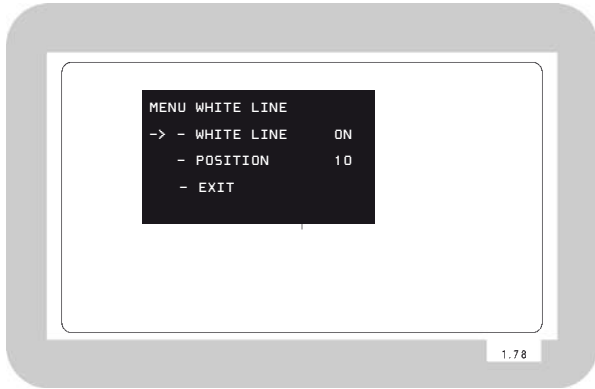 MENU WHITE LINE
-> - WHITE LINE ON
- POSITION 10
- EXIT
1.78